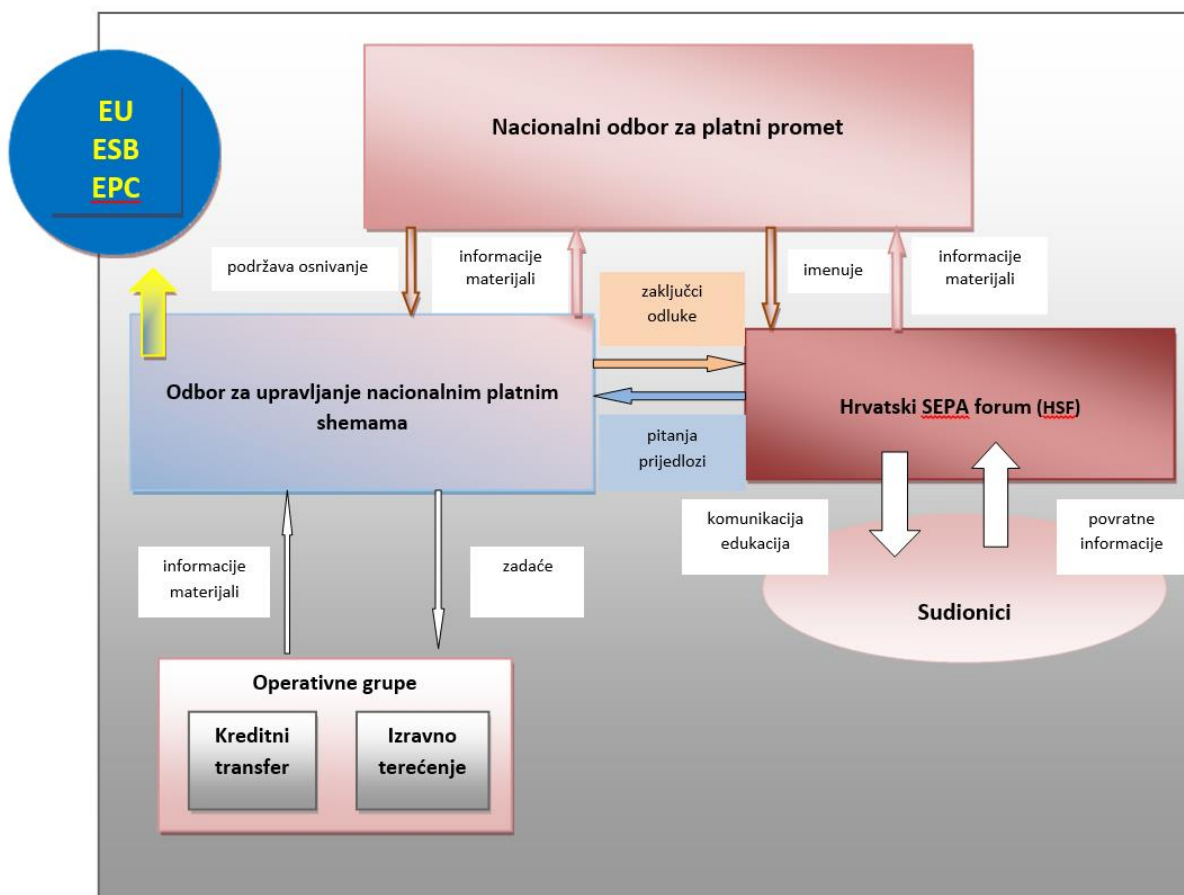 EU
ESB
EPC
Nacionalni odbor za platni promet
podržava osnivanje
informacije
materijali
zaključci
odluke
imenuje
informacije
materijali
Odbor za upravljanje nacionalnim platnim
shemama
Hrvatski SEPA forum (HSF)
pitanja
prijedlozi
informacije
materijali
zadaće
komunikacija
edukacija
povratne
informacije
Sudionici
Operativne grupe
Kreditni
transfer
Izravno
terećenje